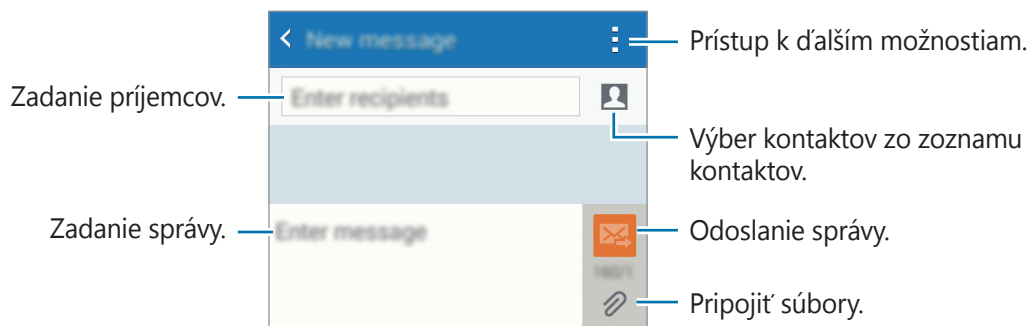 New message
Prístup k ďalším možnostiam.
Zadanie príjemcov.
Enter recipients
Výber kontaktov zo zoznamu
kontaktov.
Zadanie správy.
Enter message
Odoslanie správy.
160/1
Pripojiť súbory.